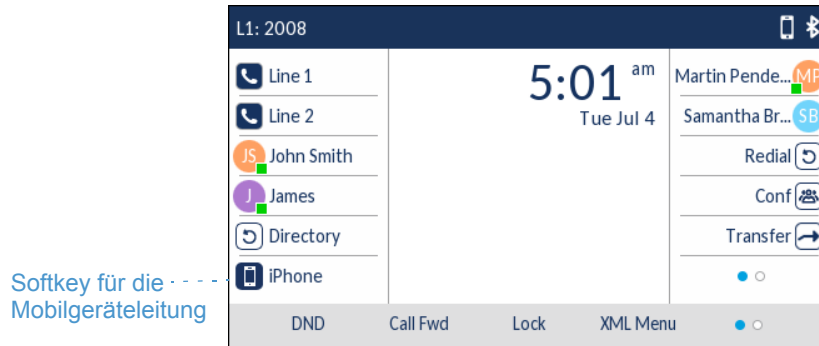 L1: 2008
Line 1
Line 2
JS John Smith
J James
Directory
iPhone
5:01 am
Tue Jul 4
Martin Pende... MP
Samantha Br... SB
Redial
Conf
Transfer
Softkey für die
Mobilgeräteleitung
DND Call Fwd Lock XML Menu